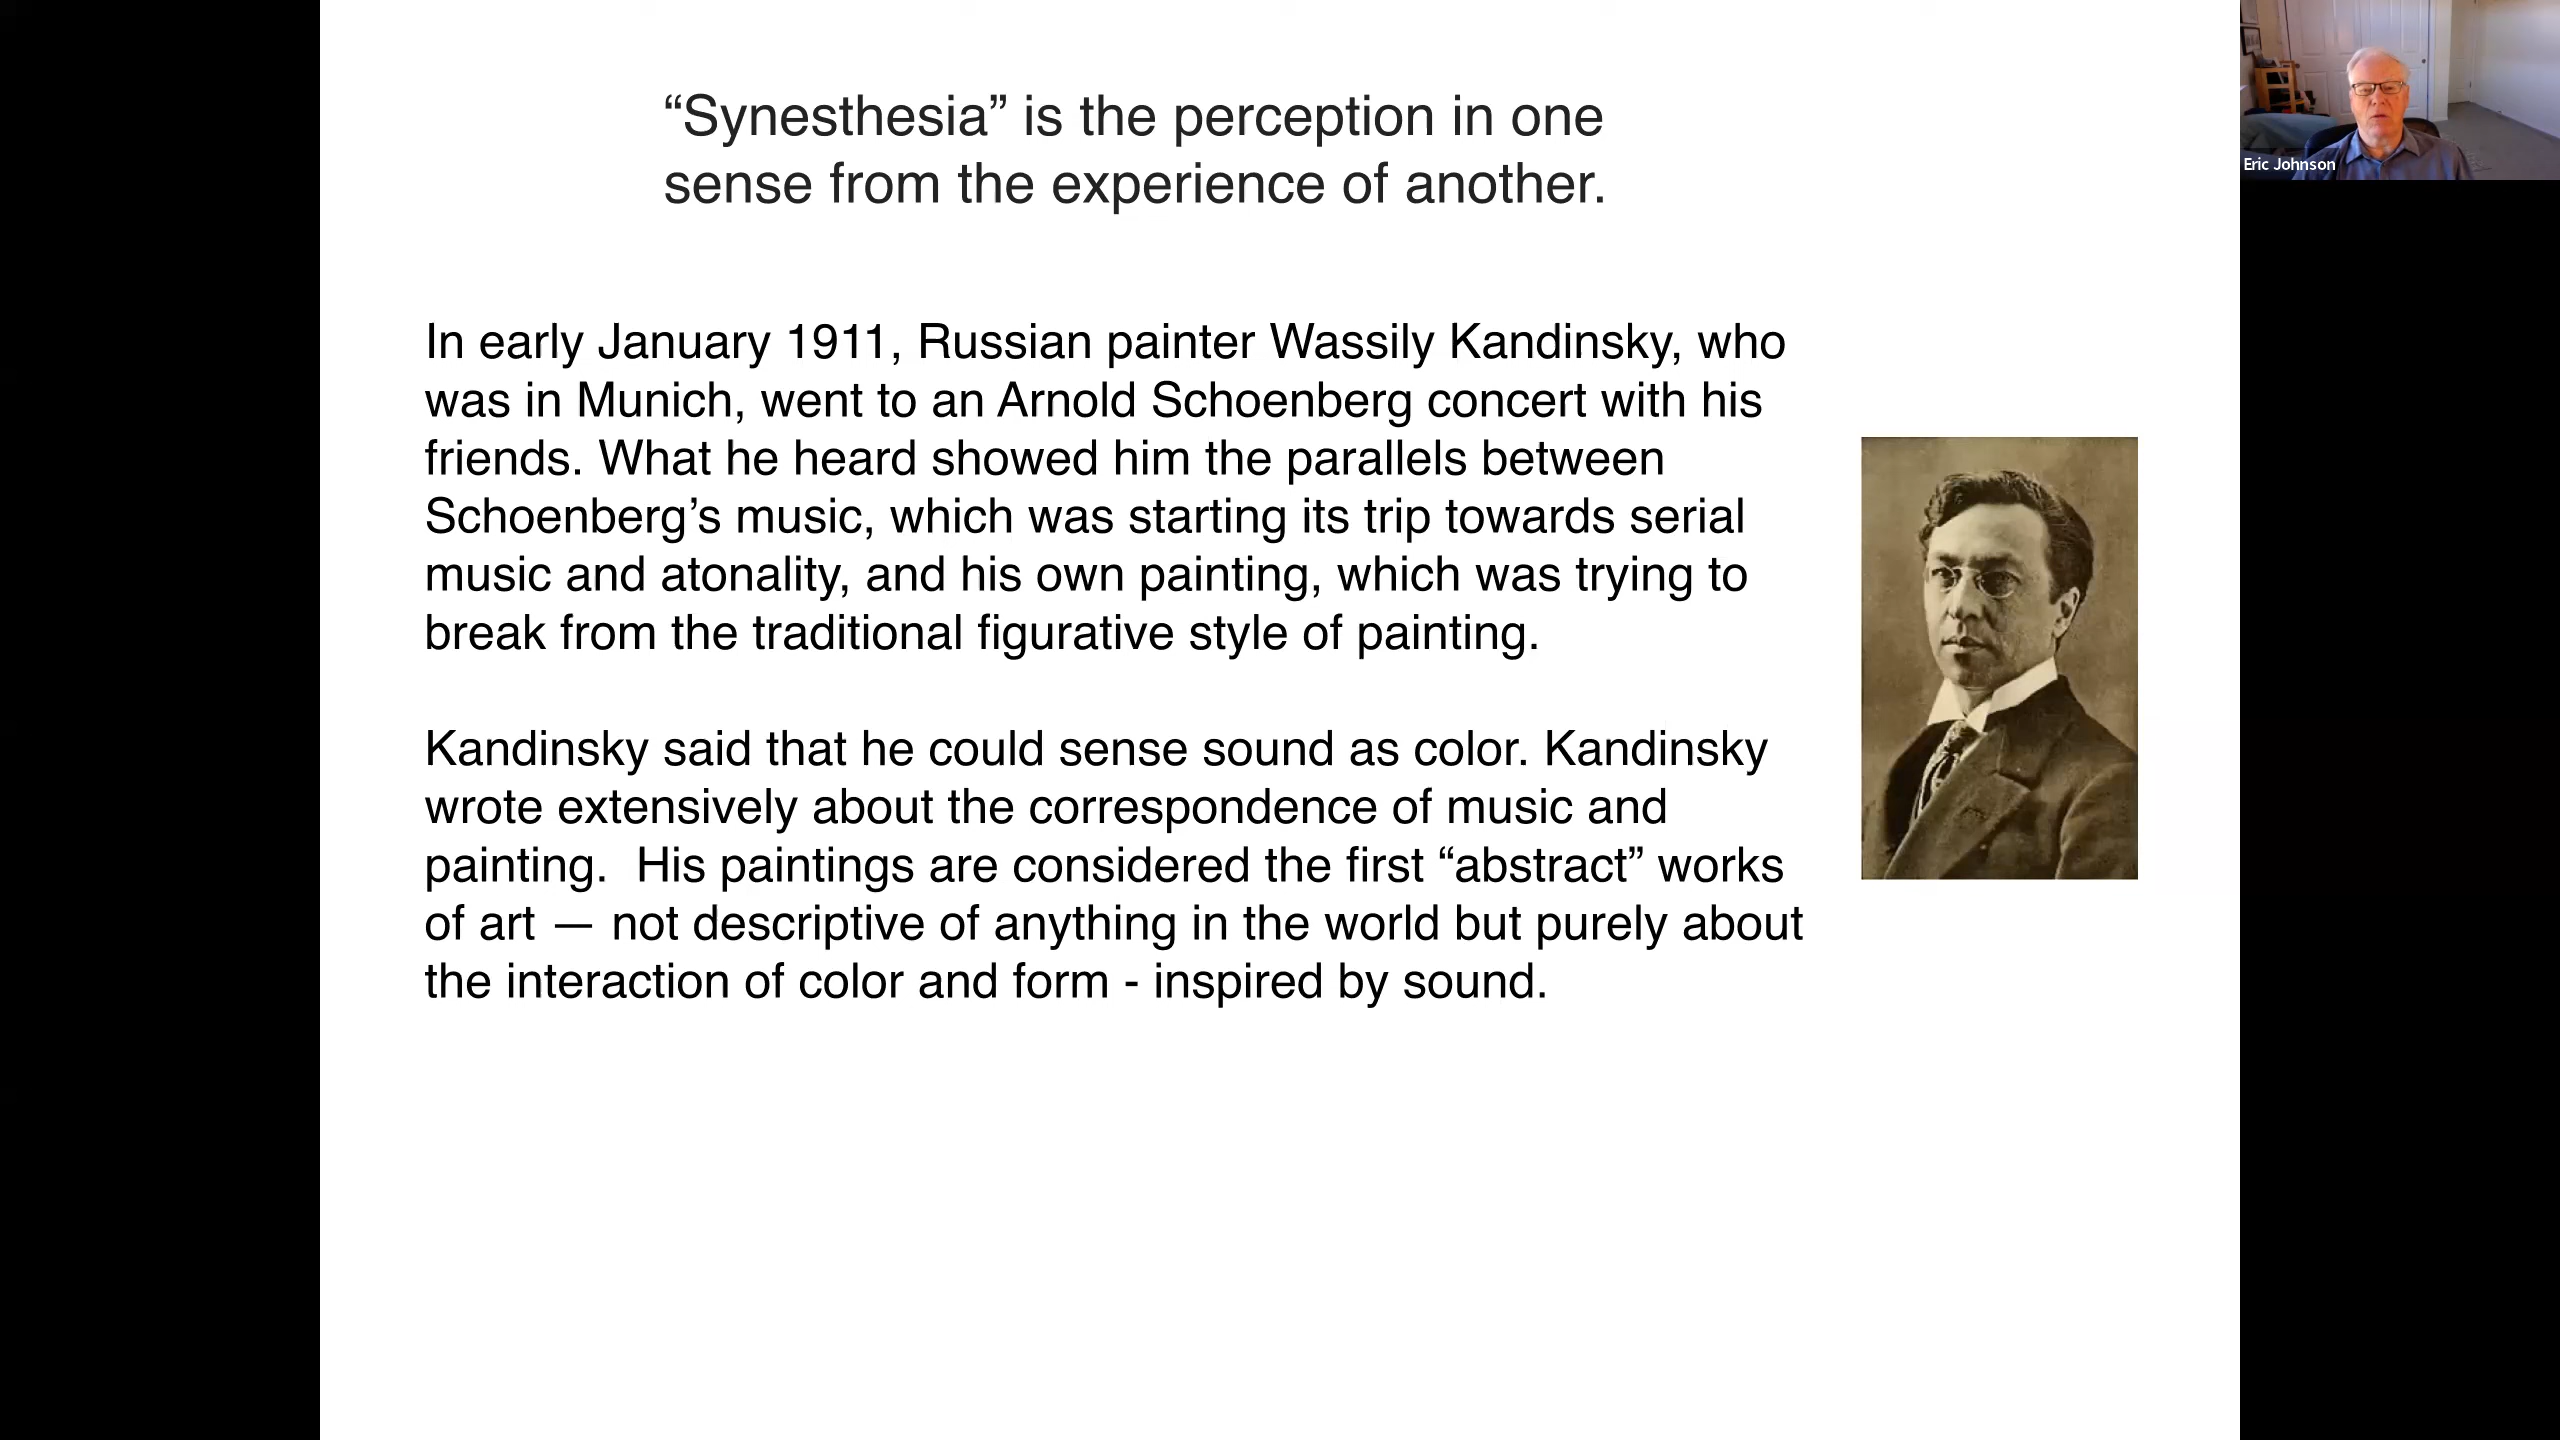 “Synesthesia” is the perception in one
sense from the experience of another.
In early January 1911, Russian painter Wassily Kandinsky, who
was in Munich, went to an Arnold Schoenberg concert with his
friends. What he heard showed him the parallels between
Schoenberg’s music, which was starting its trip towards serial
music and atonality, and his own painting, which was trying to
break from the traditional figurative style of painting.
Kandinsky said that he could sense sound as color. Kandinsky
wrote extensively about the correspondence of music and
painting.  His paintings are considered the first “abstract” works
of art — not descriptive of anything in the world but purely about
the interaction of color and form - inspired by sound.
Eric Johnson